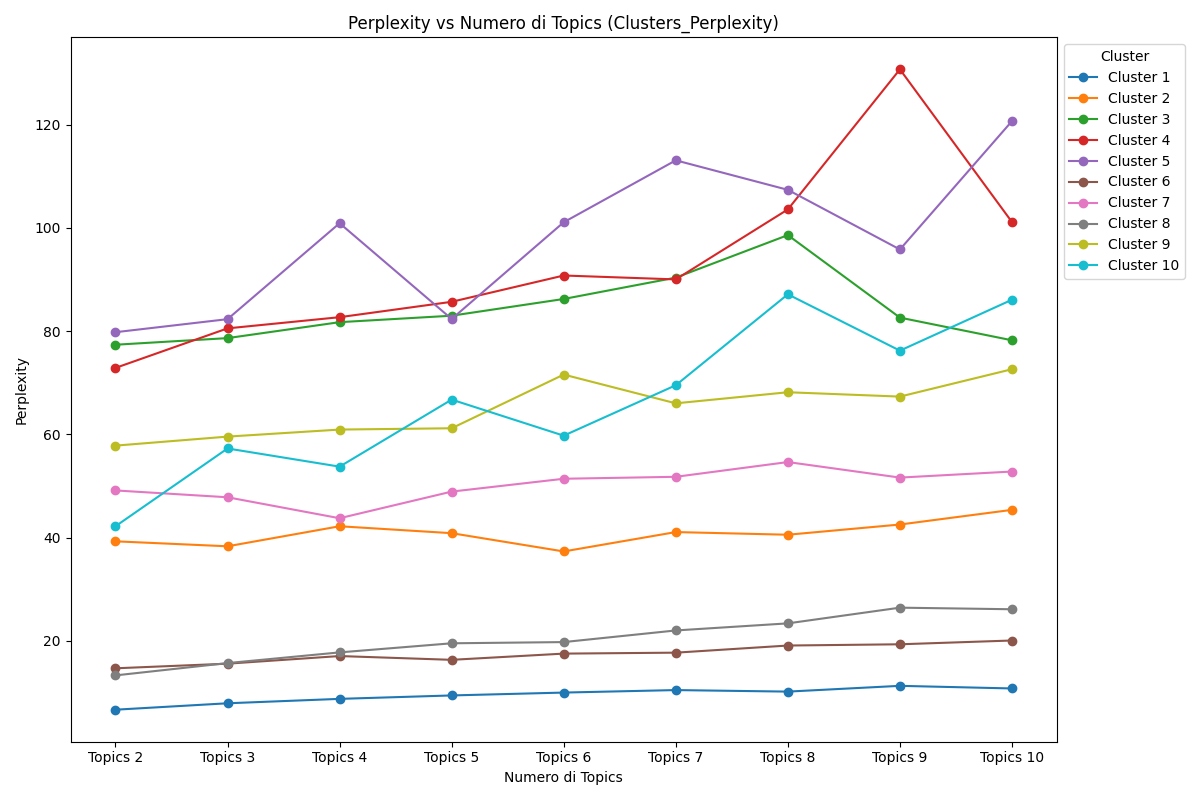 Perplexity vs Numero di Topics (Clusters_Perplexity)
Cluster
Cluster 1
Cluster 2
Cluster 3
Cluster 4
Cluster 5
Cluster 6
Cluster 7
Cluster 8
Cluster 9
Cluster 10
Perplexity
120
100
80
60
40
20
Topics 2 Topics 3 Topics 4 Topics 5 Topics 6 Topics 7 Topics 8 Topics 9 Topics 10
Numero di Topics